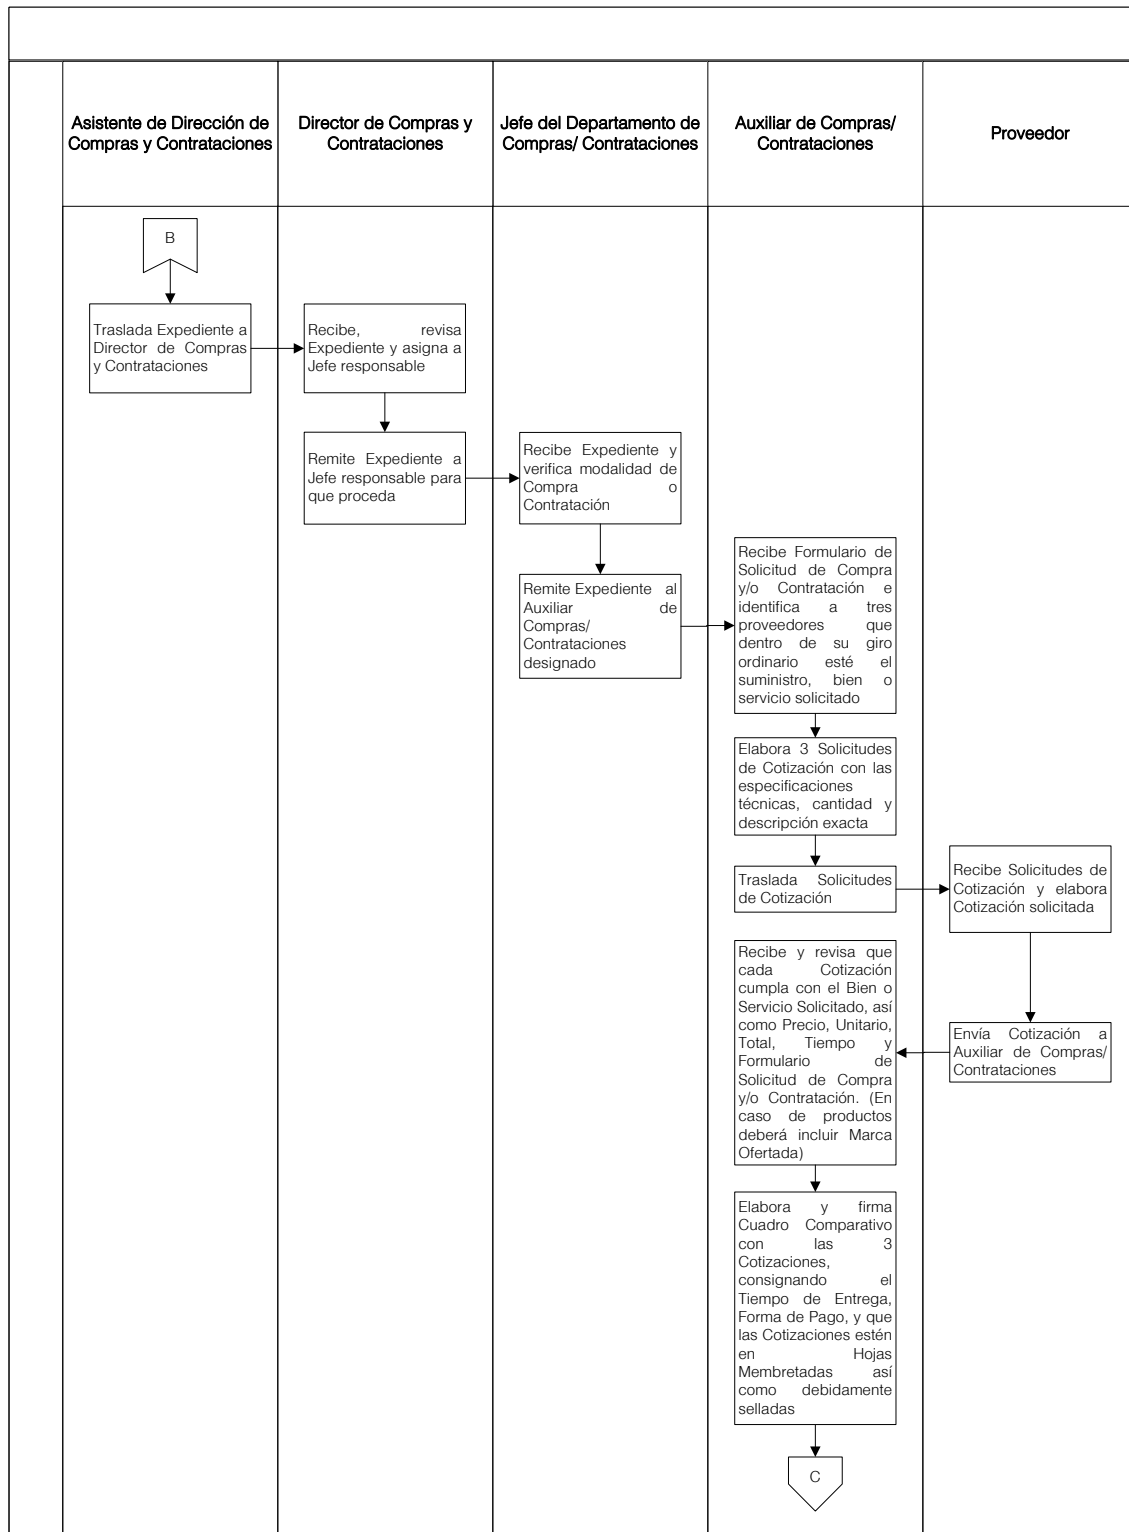 Asistente de Dirección de
Compras y Contrataciones
Director de Compras y
Contrataciones
Jefe del Departamento de
Compras/ Contrataciones
Auxiliar de Compras/
Contrataciones
Proveedor
B
Traslada Expediente a
Director de Compras
y Contrataciones
Recibe, revisa
Expediente y asigna a
Jefe responsable
Remite Expediente a
Jefe responsable para
que proceda
Recibe Expediente y
verifica modalidad de
Compra o
Contratación
Remite Expediente al
Auxiliar de
Compras/
Contrataciones
designado
Recibe Formulario de
Solicitud de Compra
y/o Contratación e
identifica a tres
proveedores que
dentro de su giro
ordinario esté el
suministro, bien o
servicio solicitado
Elabora 3 Solicitudes
de Cotización con las
especificaciones
técnicas, cantidad y
descripción exacta
Traslada Solicitudes
de Cotización
Recibe Solicitudes de
Cotización y elabora
Cotización solicitada
Envía Cotización a
Auxiliar de Compras/
Contrataciones
Recibe y revisa que
cada Cotización
cumpla con el Bien o
Servicio Solicitado, así
como Precio, Unitario,
Total, Tiempo y
Formulario de
Solicitud de Compra
y/o Contratación. (En
caso de productos
deberá incluir Marca
Ofertada)
Elabora y firma
Cuadro Comparativo
con las 3
Cotizaciones,
consignando el
Tiempo de Entrega,
Forma de Pago, y que
las Cotizaciones estén
en Hojas
Membretadas así
como debidamente
selladas
C